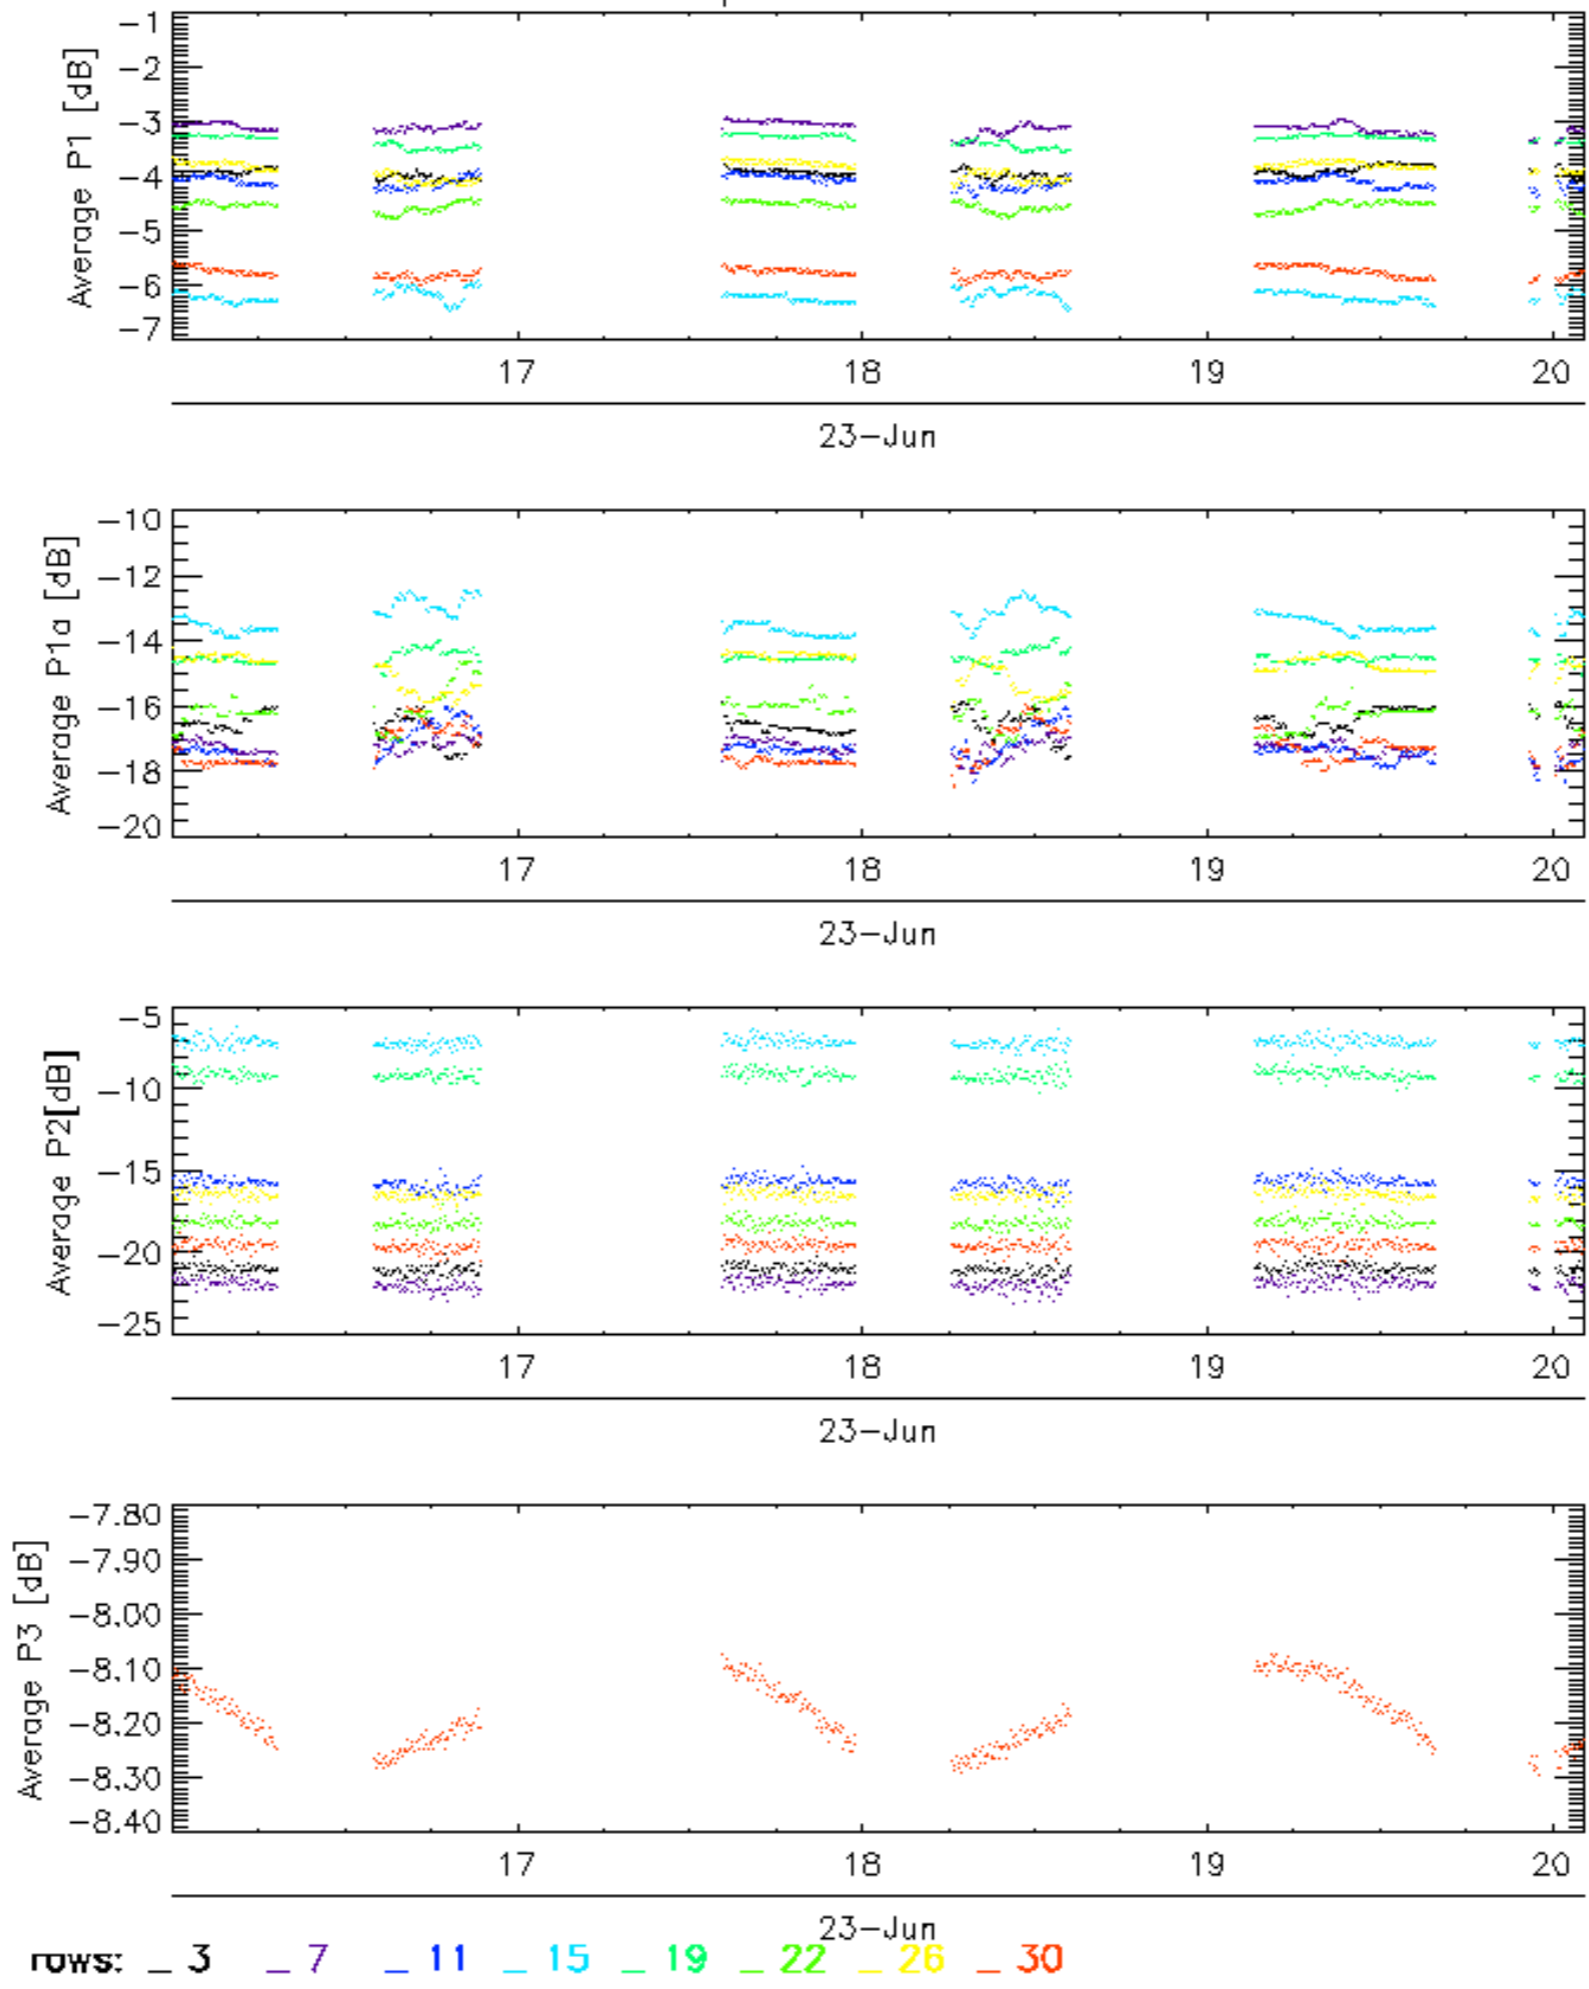 Average P1 [dB]
-1
-2
-3
-4
-5
-6
-7
17 18 19 20
23-Jun
Average P1a [dB]
-10
-12
-14
-16
-18
-20
17 18 19 20
23-Jun
Average P2[dB]
-5
-10
-15
-20
-25
17 18 19 20
23-Jun
Average P3 [dB]
-7.80
-7.90
-8.00
-8.10
-8.20
-8.30
-8.40
17 18 19 20
23-Jun
rows: _ 3 _ 7 _ 11 _ 15 _ 19 _ 22 _ 26 _ 30